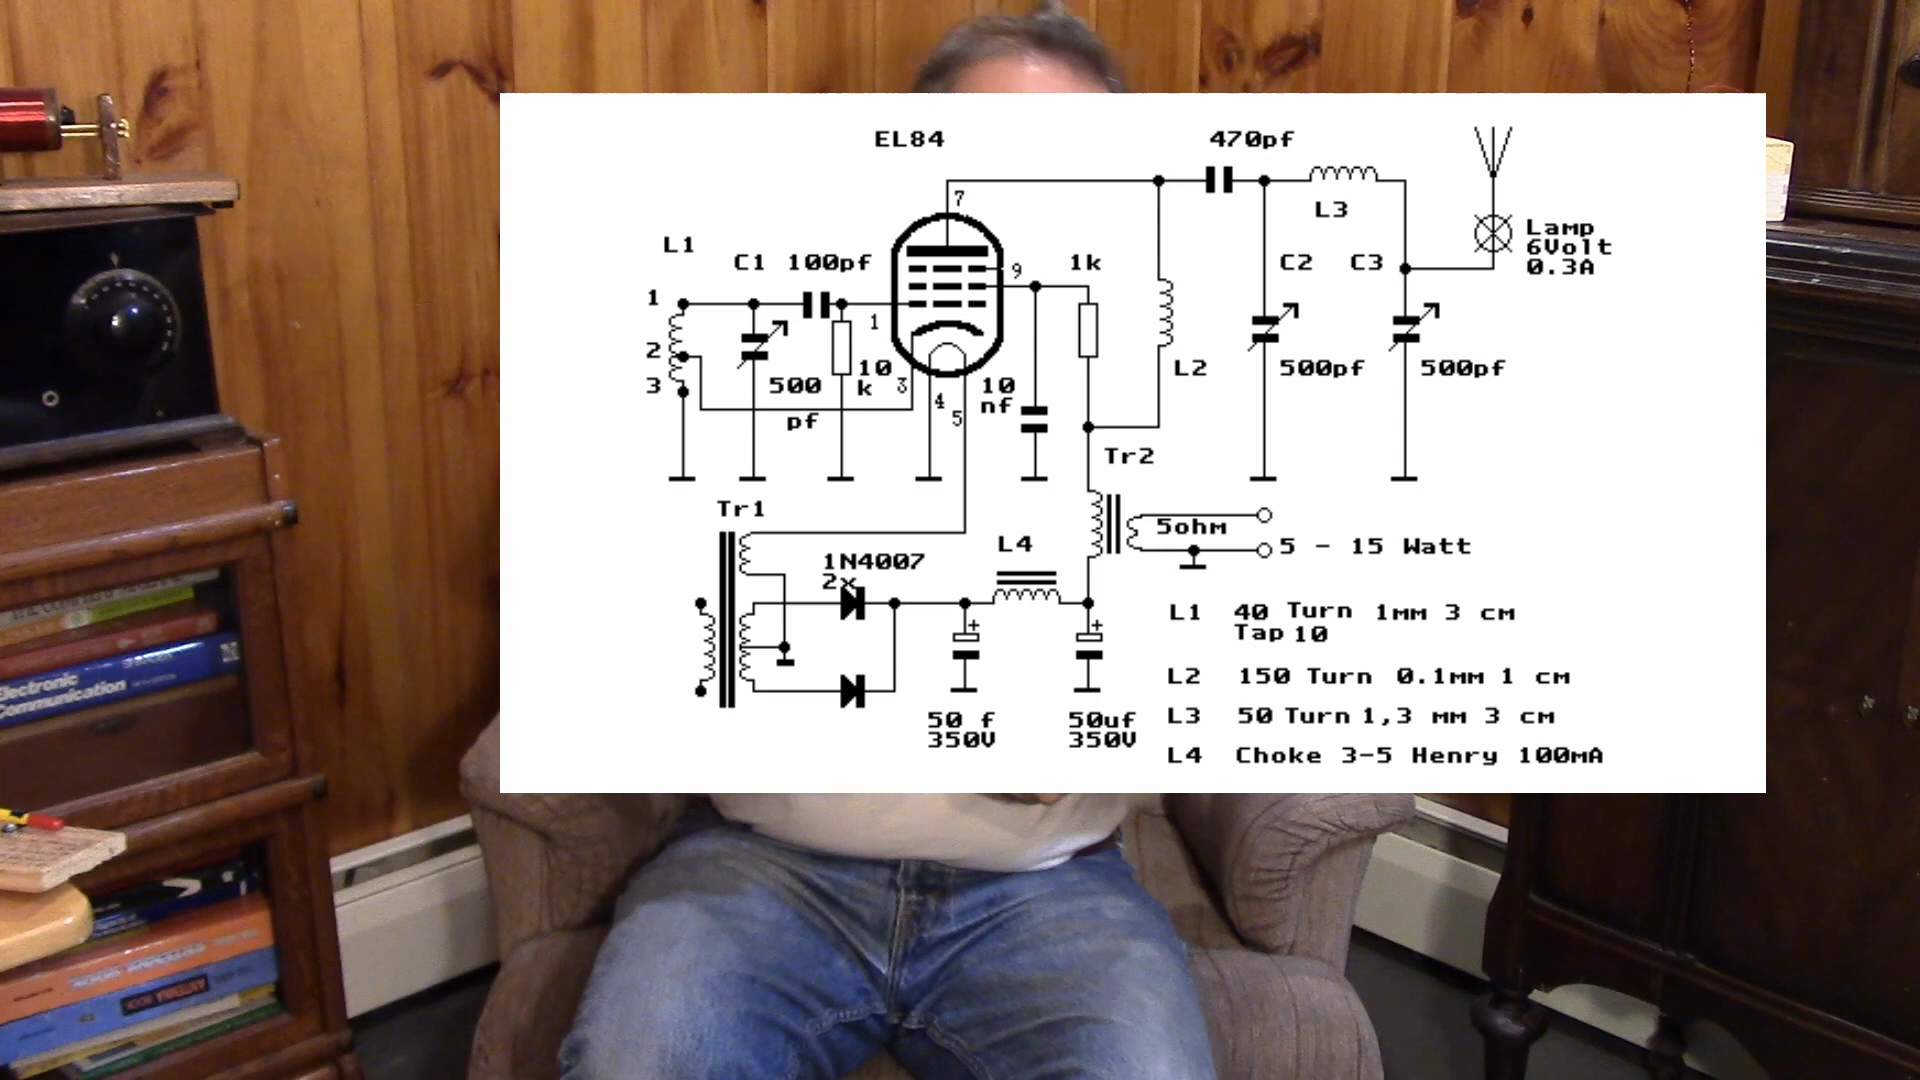 EL84
470pf
7
L3
L1
C1 100pf
9
1k
C2
C3
Lamp
6Volt
0.3A
1
1
2
3
500
pf
10
k
3
4
5
10
nf
L2
500pf
500pf
Tr2
Tr1
5ohm
5 - 15 Watt
L4
1N4007
2x
+
+
50 f
350V
50uf
350V
L1 40 Turn 1mm 3 cm
Tap 10
L2 150 Turn 0.1mm 1 cm
L3 50 Turn 1,3 mm 3 cm
L4 Choke 3-5 Henry 100mA
Electronic
Communication